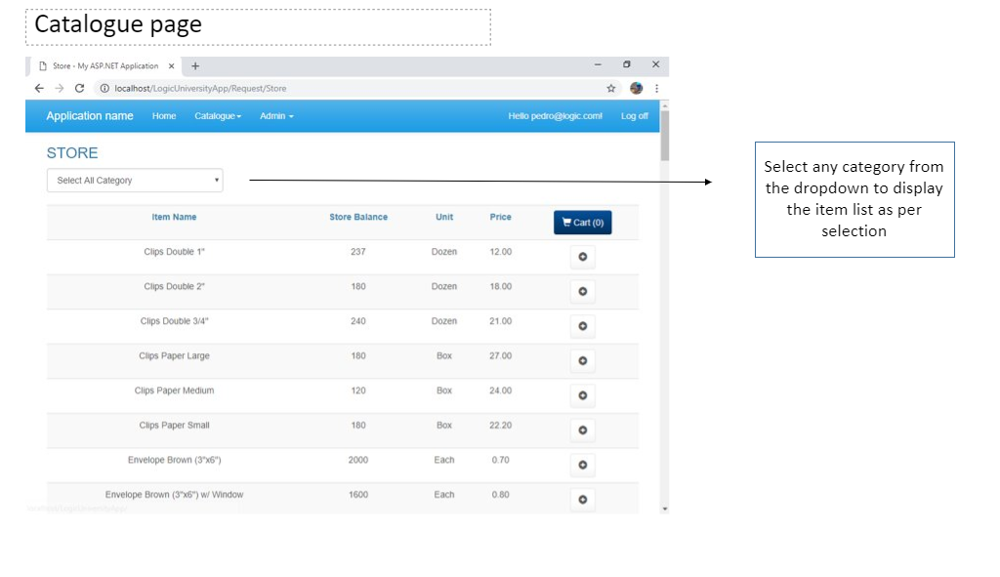 Catalogue page
Store - My ASP.NET Application
localhost/LogicUniversityApp/Request/Store
Application name Home Catalogue Admin Hello pedro@logic.com! Log off
STORE
Select All Category
Select any category from
the dropdown to display
the item list as per
selection
Item Name Store Balance Unit Price Cart (0)
Clips Double 1" 237 Dozen 12.00
Clips Double 2" 180 Dozen 18.00
Clips Double 3/4" 240 Dozen 21.00
Clips Paper Large 180 Box 27.00
Clips Paper Medium 120 Box 24.00
Clips Paper Small 180 Box 22.20
Envelope Brown (3"x6") 2000 Each 0.70
Envelope Brown (3"x6") w/ Window 1600 Each 0.80